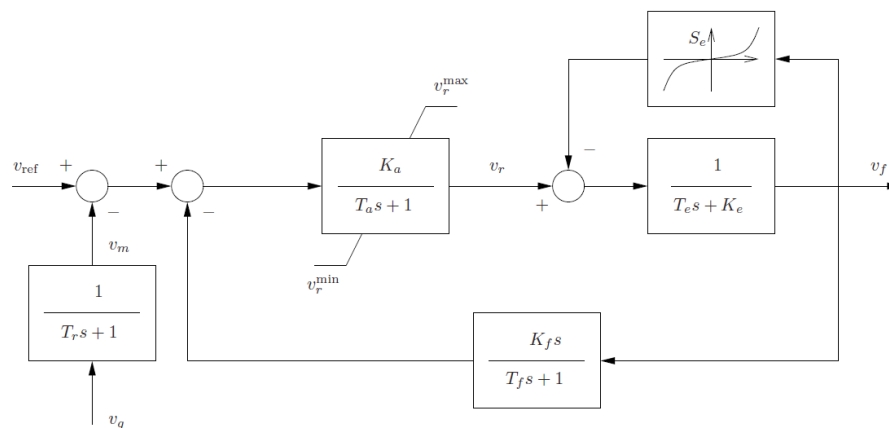 S_e
v_r^max
v_ref + + K_a / (T_a s + 1) v_r − + 1 / (T_e s + K_e) v_f
− −
v_m
v_r^min
1 / (T_r s + 1)
K_f s / (T_f s + 1)
v_g